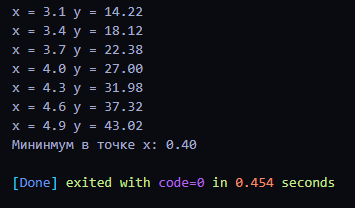 x = 3.1 y = 14.22
x = 3.4 y = 18.12
x = 3.7 y = 22.38
x = 4.0 y = 27.00
x = 4.3 y = 31.98
x = 4.6 y = 37.32
x = 4.9 y = 43.02
Мининмум в точке x: 0.40
[Done] exited with code=0 in 0.454 seconds